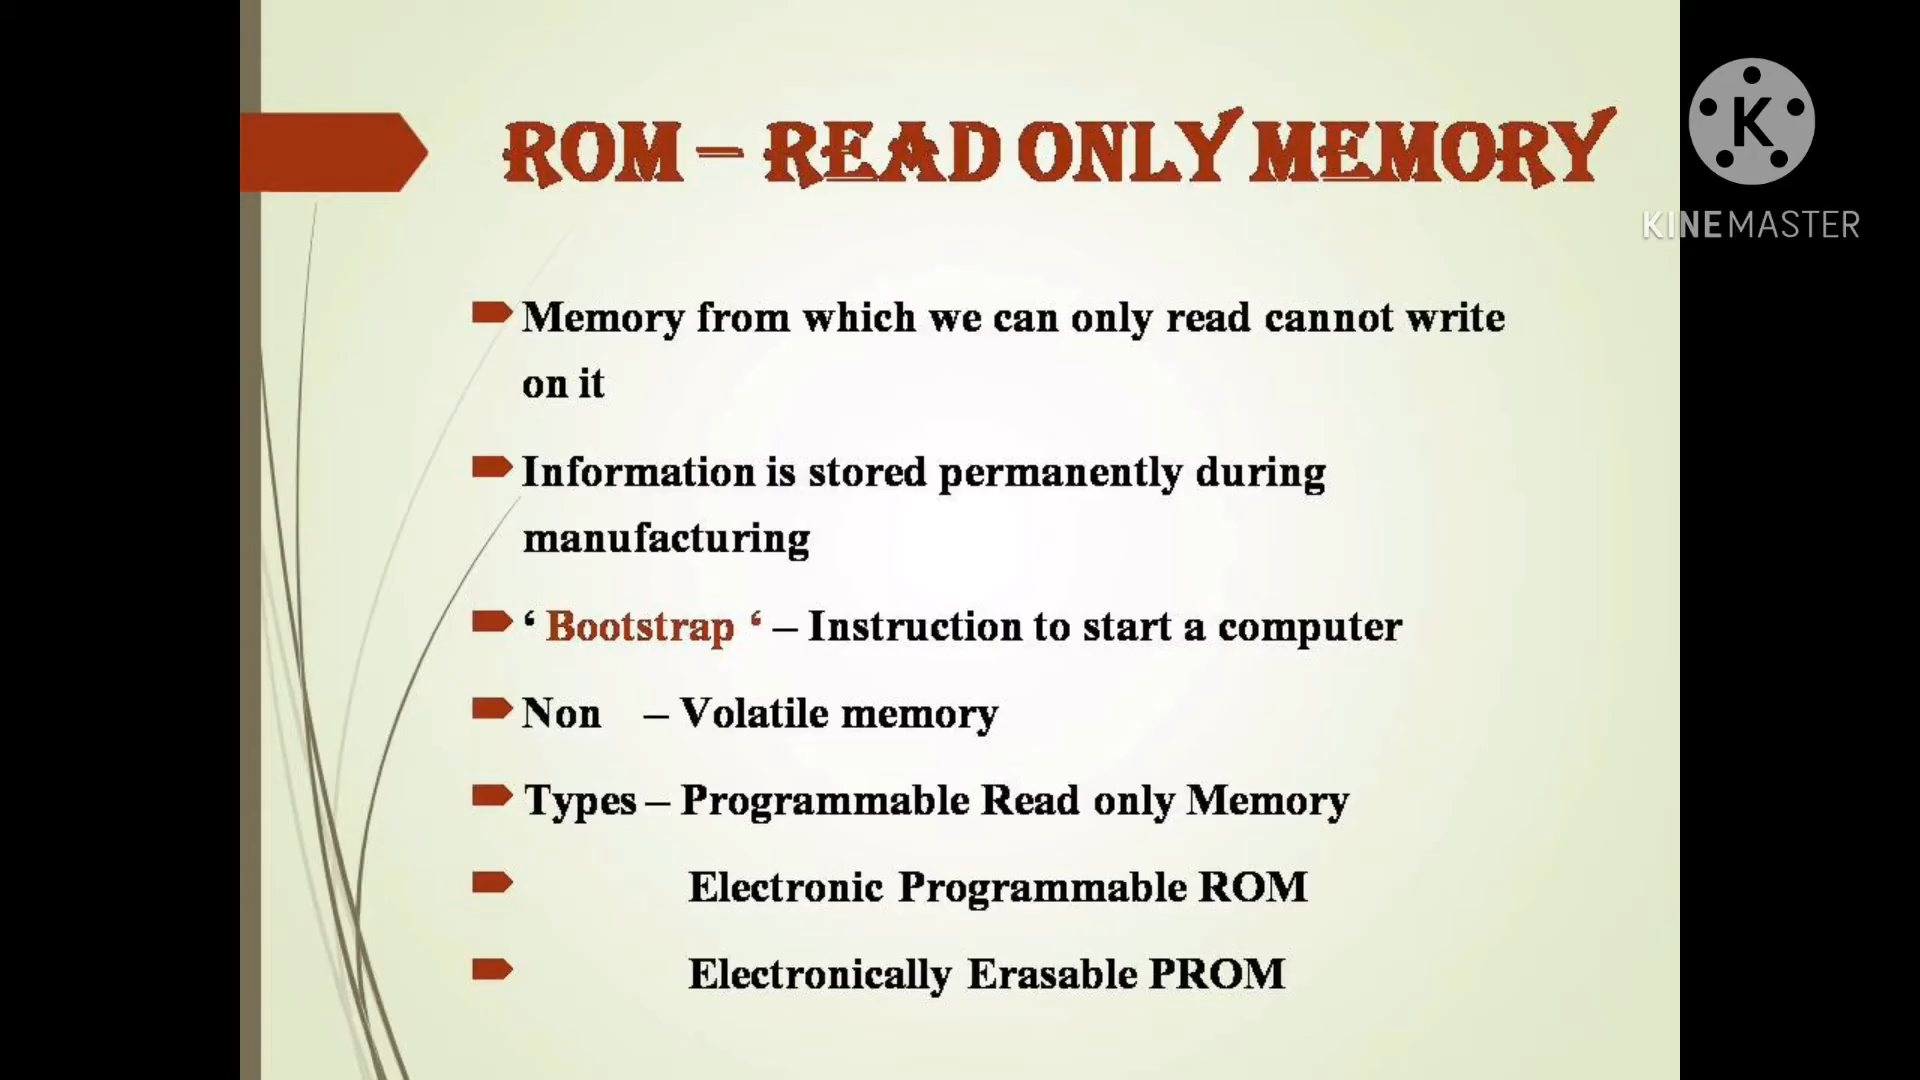 ROM – READ ONLY MEMORY
K
KINEMASTER
Memory from which we can only read cannot write
on it
Information is stored permanently during
manufacturing
‘ Bootstrap ‘ – Instruction to start a computer
Non – Volatile memory
Types – Programmable Read only Memory
Electronic Programmable ROM
Electronically Erasable PROM